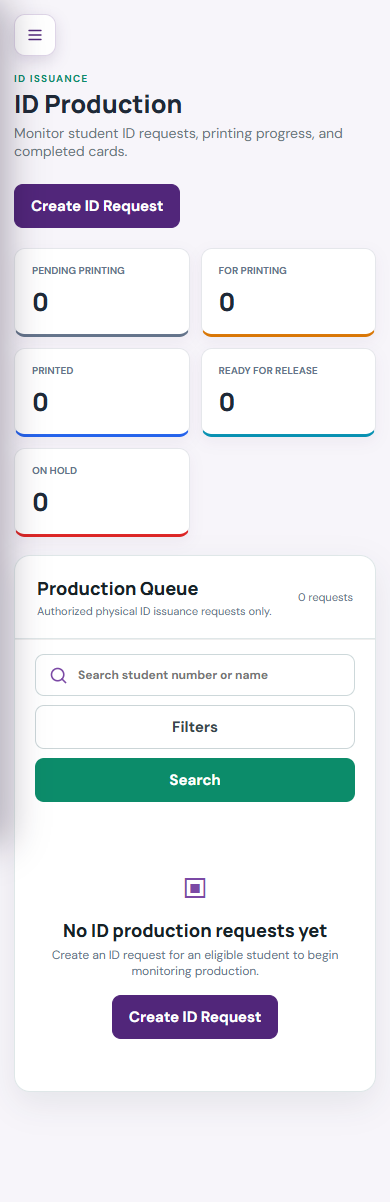 ID ISSUANCE
ID Production
Monitor student ID requests, printing progress, and
completed cards.
Create ID Request
PENDING PRINTING
0
FOR PRINTING
0
PRINTED
0
READY FOR RELEASE
0
ON HOLD
0
Production Queue
Authorized physical ID issuance requests only.
0 requests
Search student number or name
Filters
Search
No ID production requests yet
Create an ID request for an eligible student to begin
monitoring production.
Create ID Request